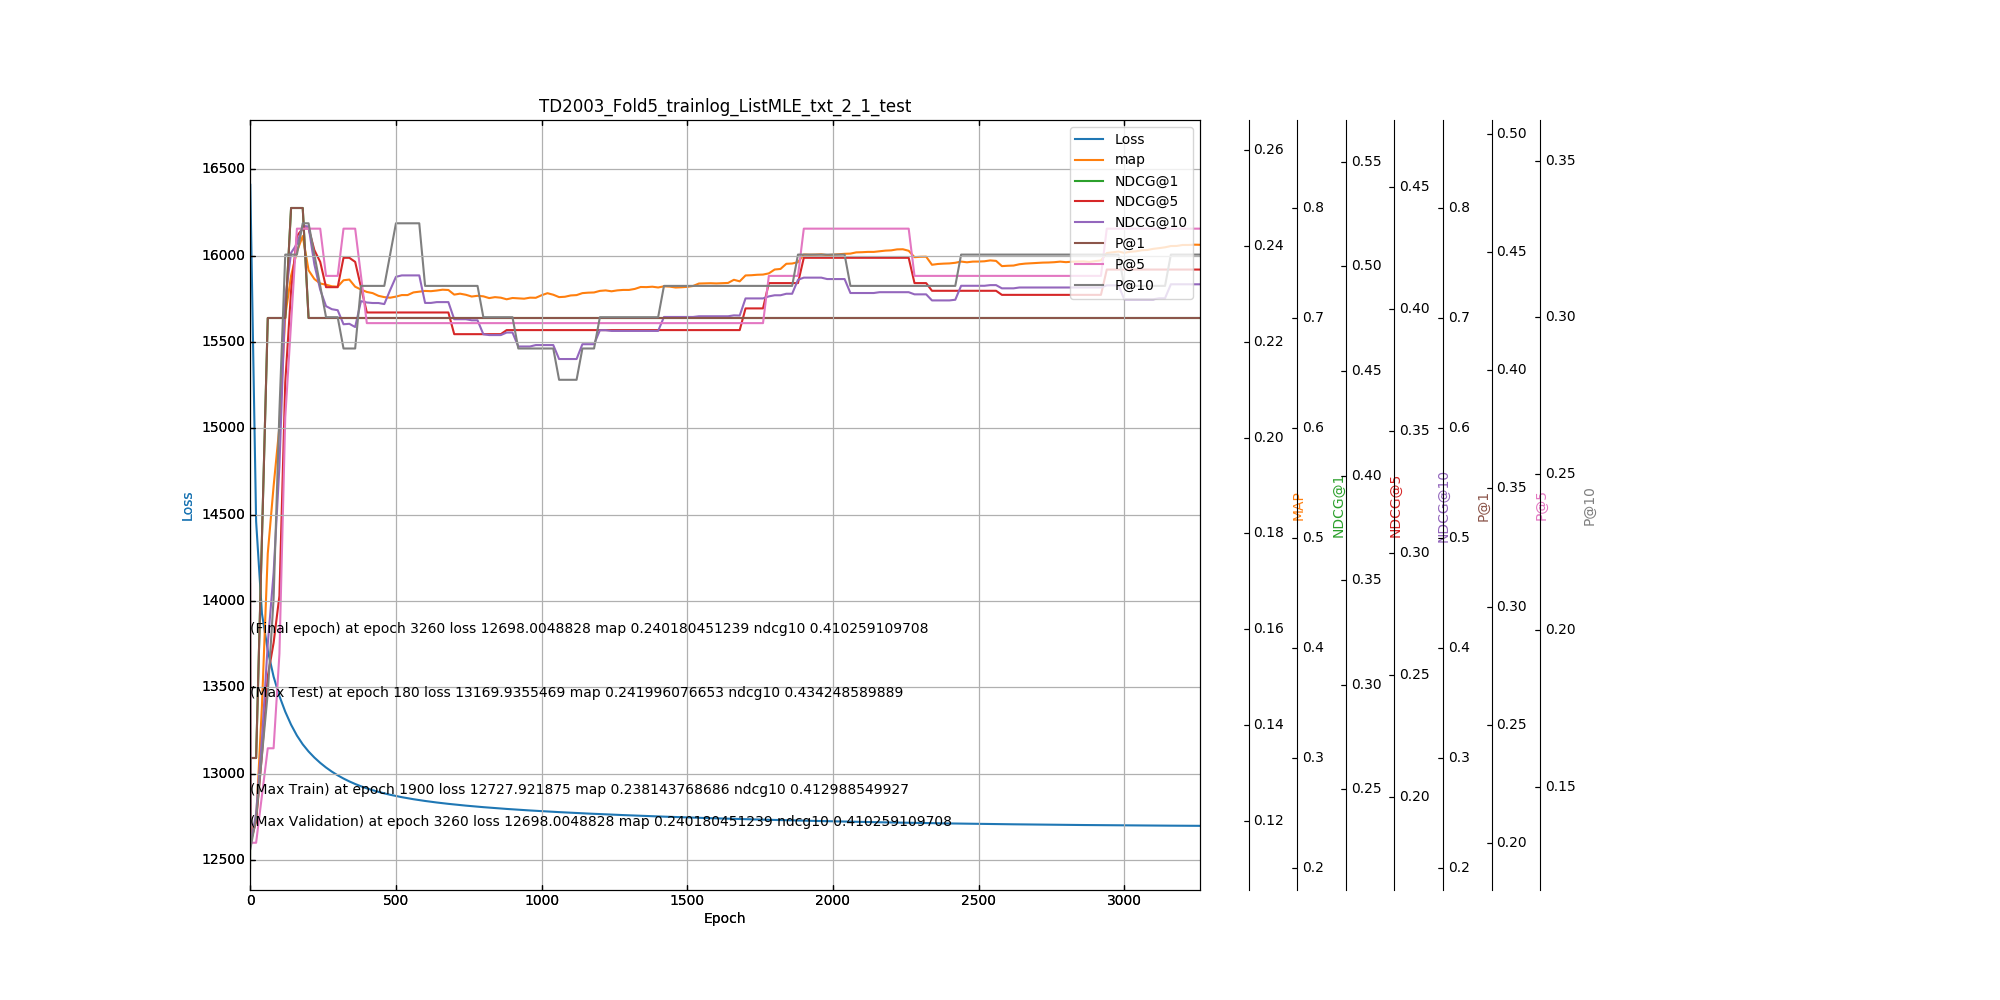 TD2003_Fold5_trainlog_ListMLE_txt_2_1_test
Loss
map
NDCG@1
NDCG@5
NDCG@10
P@1
P@5
P@10
16500
16000
15500
15000
14500
14000
13500
13000
12500
Loss
(Final epoch) at epoch 3260 loss 12698.0048828 map 0.240180451239 ndcg10 0.410259109708
(Max Test) at epoch 180 loss 13169.9355469 map 0.241996076653 ndcg10 0.434248589889
(Max Train) at epoch 1900 loss 12727.921875 map 0.238143768686 ndcg10 0.412988549927
(Max Validation) at epoch 3260 loss 12698.0048828 map 0.240180451239 ndcg10 0.410259109708
0 500 1000 1500 2000 2500 3000
Epoch
0.26
0.24
0.22
0.20
0.18
0.16
0.14
0.12
MAP
0.8
0.7
0.6
0.5
0.4
0.3
0.2
NDCG@1
0.55
0.50
0.45
0.40
0.35
0.30
0.25
NDCG@5
0.45
0.40
0.35
0.30
0.25
0.20
NDCG@10
0.8
0.7
0.6
0.5
0.4
0.3
0.2
P@1
0.50
0.45
0.40
0.35
0.30
0.25
0.20
P@5
0.35
0.30
0.25
0.20
0.15
P@10